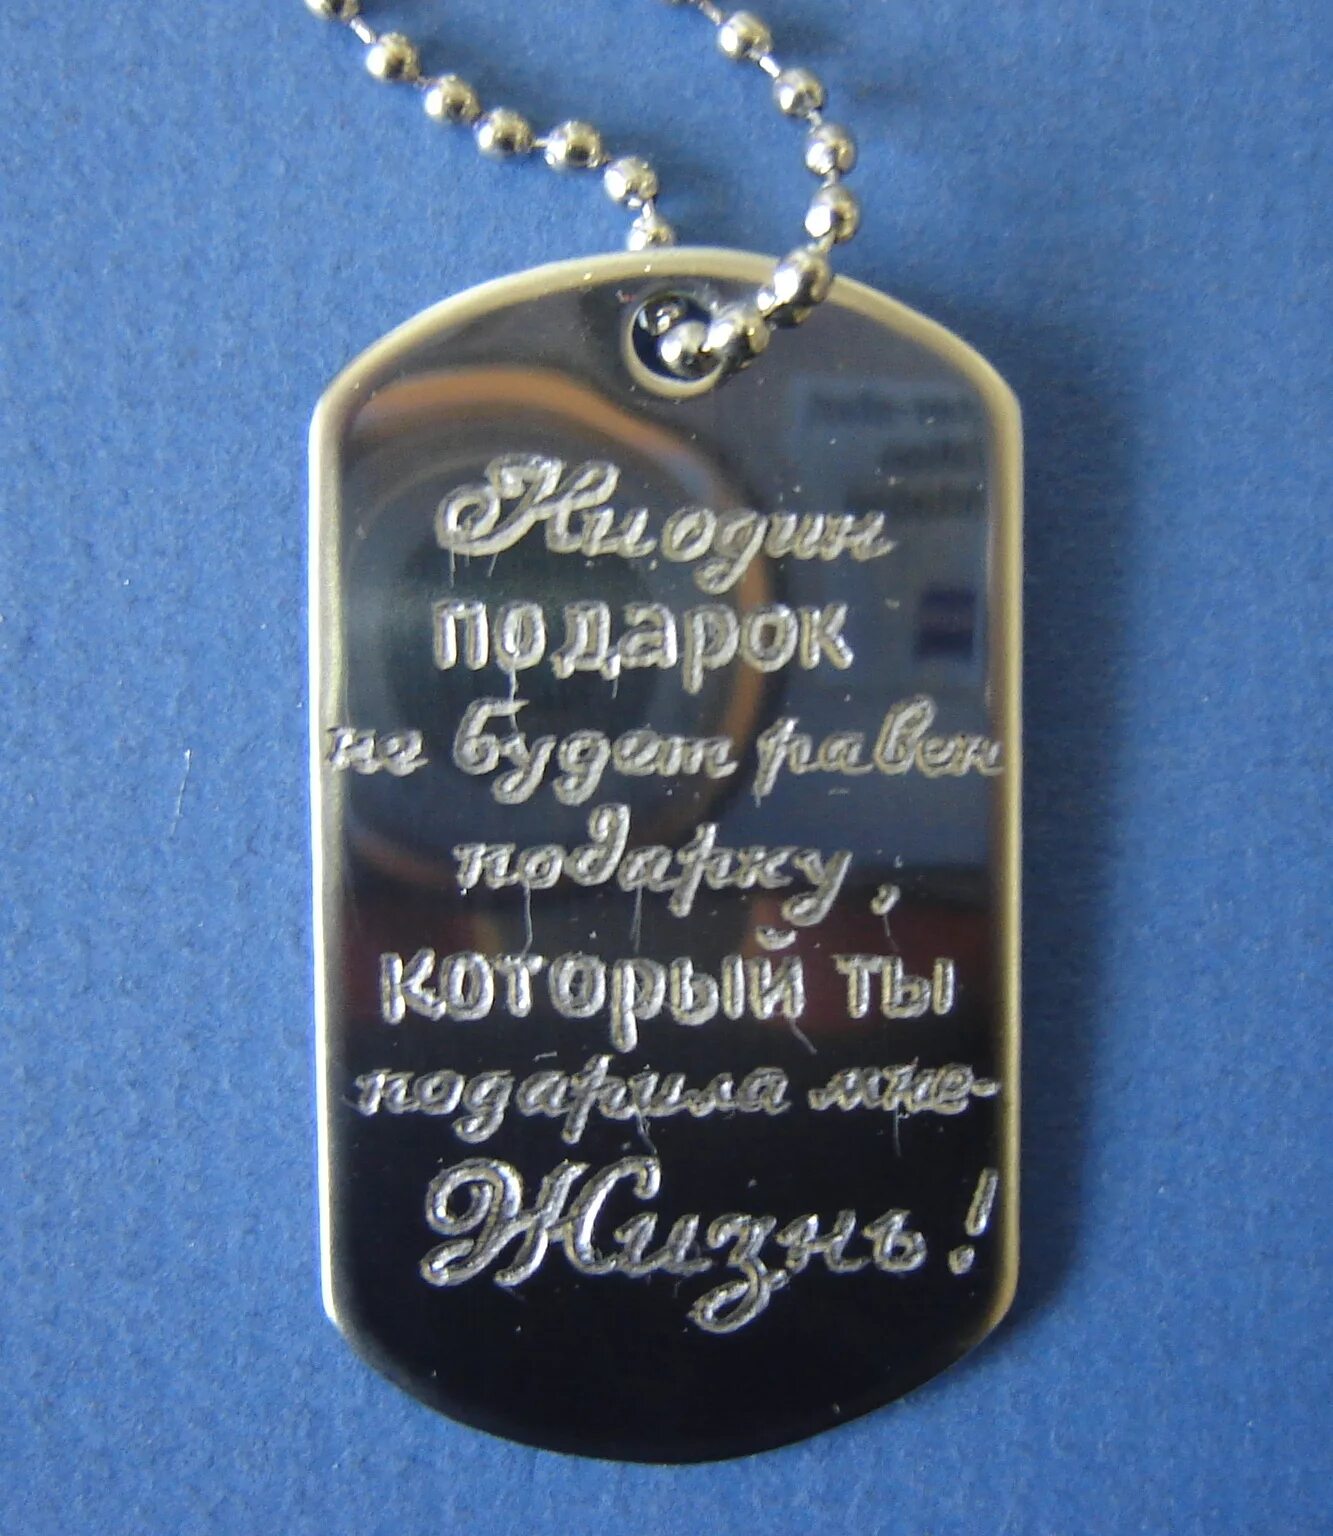 Ни один
подарок
не будет равен
подарку,
который ты
подарила мне-
Жизнь!